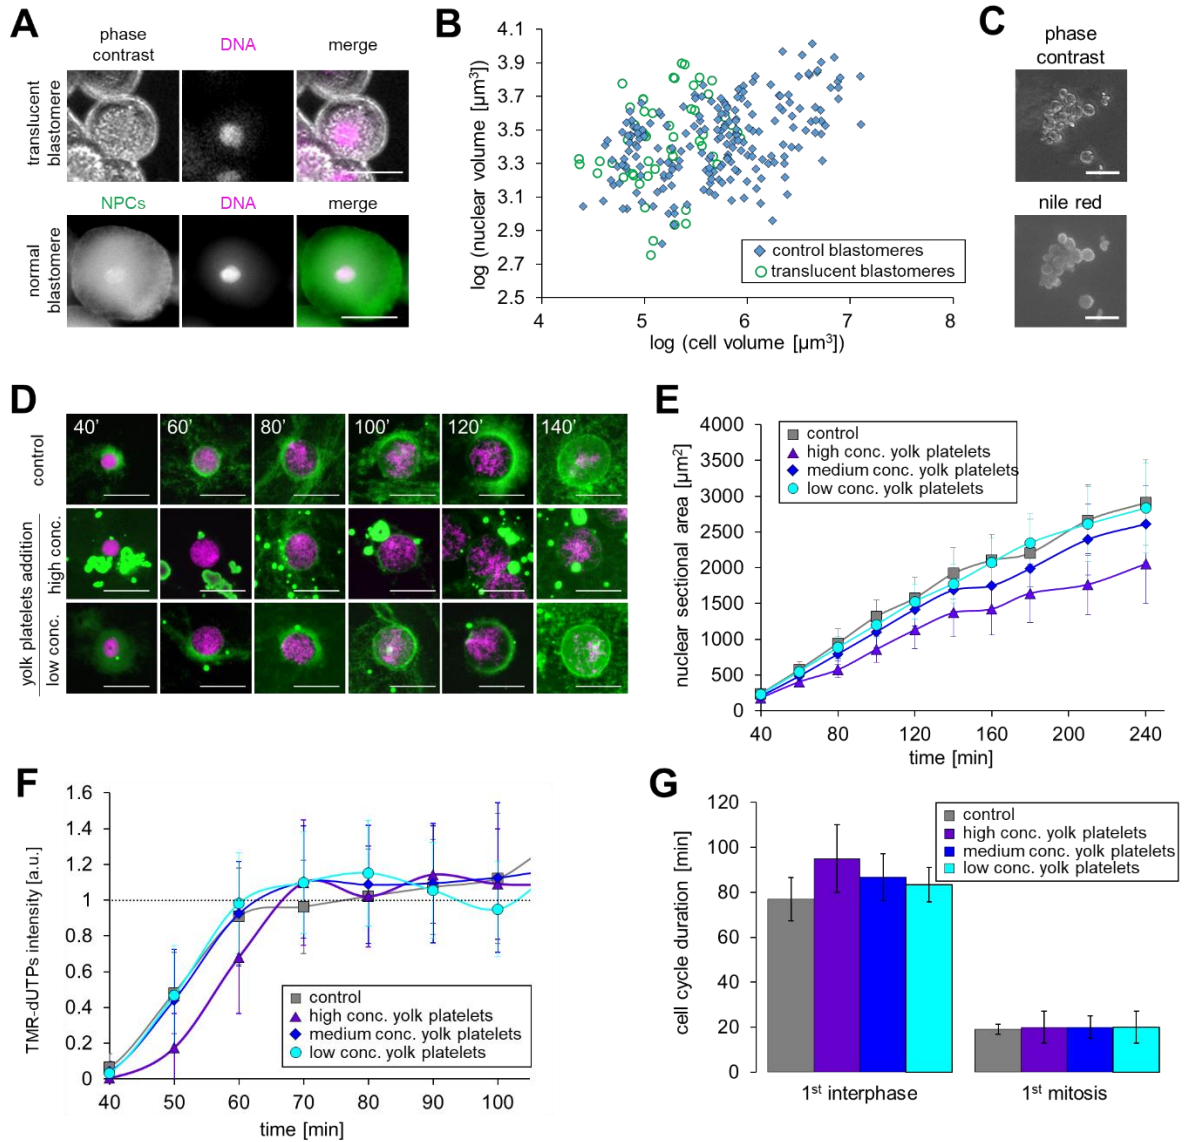 A
phase
contrast
DNA
merge
translucent
blastomere
NPCs
DNA
merge
normal
blastomere
B
4.1
3.9
3.7
3.5
3.3
3.1
2.9
2.7
2.5
log (nuclear volume [µm³])
control blastomeres
translucent blastomeres
4
5
6
7
8
log (cell volume [µm³])
C
phase
contrast
nile red
D
40’
60’
80’
100’
120’
140’
control
yolk platelets addition
high conc.
low conc.
E
4000
3500
3000
2500
2000
1500
1000
500
0
nuclear sectional area [µm²]
control
high conc. yolk platelets
medium conc. yolk platelets
low conc. yolk platelets
40
80
120
160
200
240
time [min]
F
1.6
1.4
1.2
1
0.8
0.6
0.4
0.2
0
TMR-dUTPs intensity [a.u.]
control
high conc. yolk platelets
medium conc. yolk platelets
low conc. yolk platelets
40
50
60
70
80
90
100
time [min]
G
120
100
80
60
40
20
0
cell cycle duration [min]
control
high conc. yolk platelets
medium conc. yolk platelets
low conc. yolk platelets
1st interphase
1st mitosis